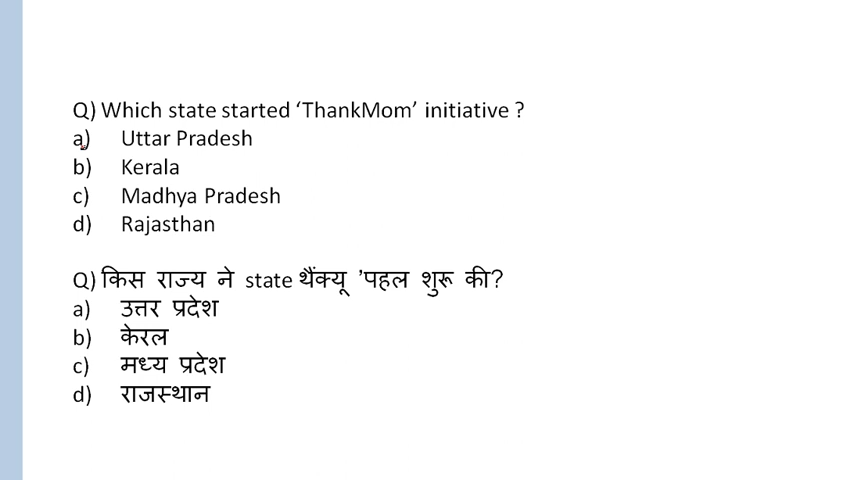 Q) Which state started ‘ThankMom’ initiative ?
a) Uttar Pradesh
b) Kerala
c) Madhya Pradesh
d) Rajasthan
Q) किस राज्य ने state थैंक्यू ’पहल शुरू की?
a) उत्तर प्रदेश
b) केरल
c) मध्य प्रदेश
d) राजस्थान